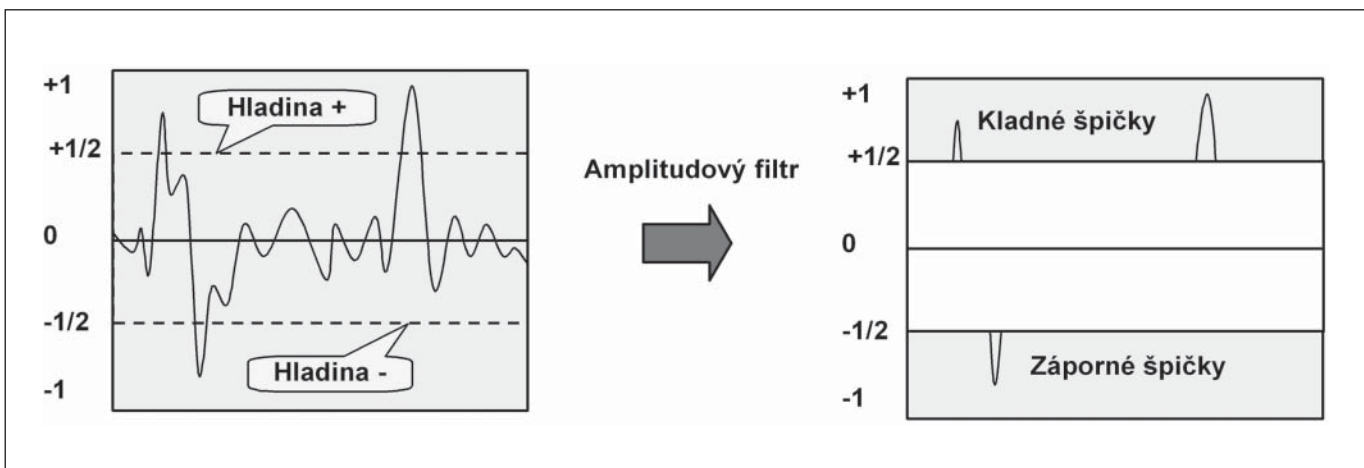 +1
+1/2
0
-1/2
-1
Hladina +
Hladina -
Amplitudový filtr
+1
+1/2
0
-1/2
-1
Kladné špičky
Záporné špičky